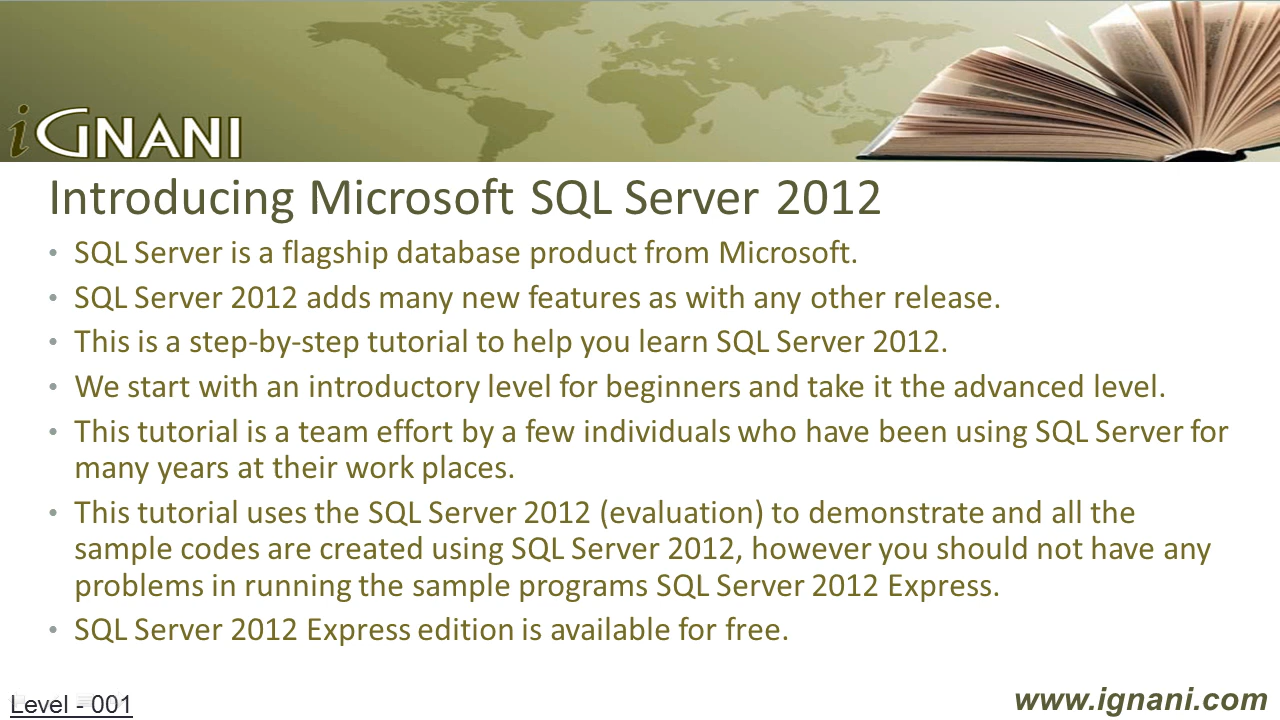 iGNANI
Introducing Microsoft SQL Server 2012
• SQL Server is a flagship database product from Microsoft.
• SQL Server 2012 adds many new features as with any other release.
• This is a step-by-step tutorial to help you learn SQL Server 2012.
• We start with an introductory level for beginners and take it the advanced level.
• This tutorial is a team effort by a few individuals who have been using SQL Server for
many years at their work places.
• This tutorial uses the SQL Server 2012 (evaluation) to demonstrate and all the
sample codes are created using SQL Server 2012, however you should not have any
problems in running the sample programs SQL Server 2012 Express.
• SQL Server 2012 Express edition is available for free.
Level - 001
www.ignani.com